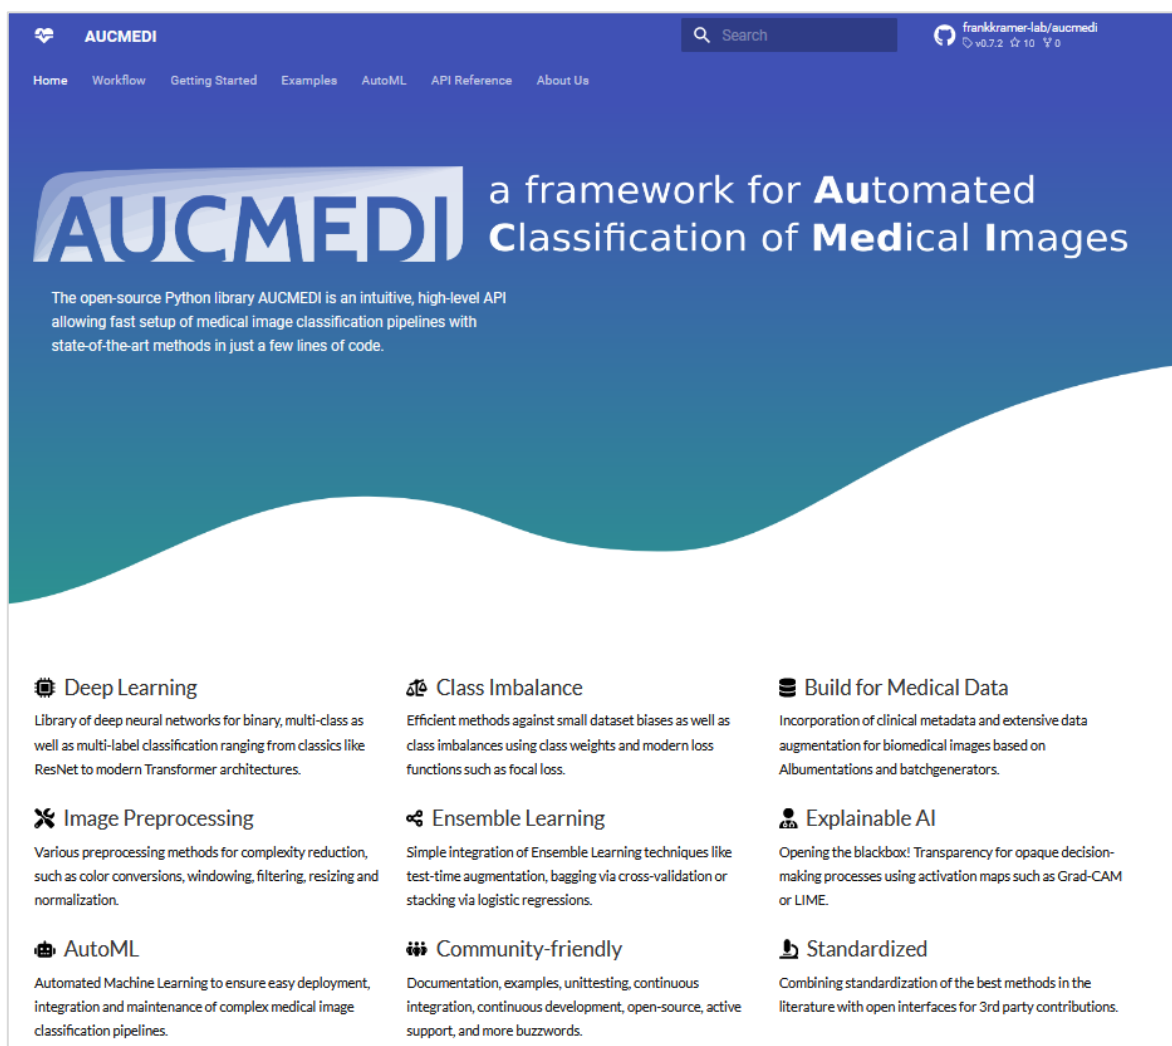 AUCMEDI
Search
frankkramer-lab/aucmedi
v0.7.2 10 0
Home Workflow Getting Started Examples AutoML API Reference About Us
AUCMEDI
a framework for Automated
Classification of Medical Images
The open-source Python library AUCMEDI is an intuitive, high-level API
allowing fast setup of medical image classification pipelines with
state-of-the-art methods in just a few lines of code.
Deep Learning
Library of deep neural networks for binary, multi-class as
well as multi-label classification ranging from classics like
ResNet to modern Transformer architectures.
Class Imbalance
Efficient methods against small dataset biases as well as
class imbalances using class weights and modern loss
functions such as focal loss.
Build for Medical Data
Incorporation of clinical metadata and extensive data
augmentation for biomedical images based on
Albumentations and batchgenerators.
Image Preprocessing
Various preprocessing methods for complexity reduction,
such as color conversions, windowing, filtering, resizing and
normalization.
Ensemble Learning
Simple integration of Ensemble Learning techniques like
test-time augmentation, bagging via cross-validation or
stacking via logistic regressions.
Explainable AI
Opening the blackbox! Transparency for opaque decision-
making processes using activation maps such as Grad-CAM
or LIME.
AutoML
Automated Machine Learning to ensure easy deployment,
integration and maintenance of complex medical image
classification pipelines.
Community-friendly
Documentation, examples, unittesting, continuous
integration, continuous development, open-source, active
support, and more buzzwords.
Standardized
Combining standardization of the best methods in the
literature with open interfaces for 3rd party contributions.